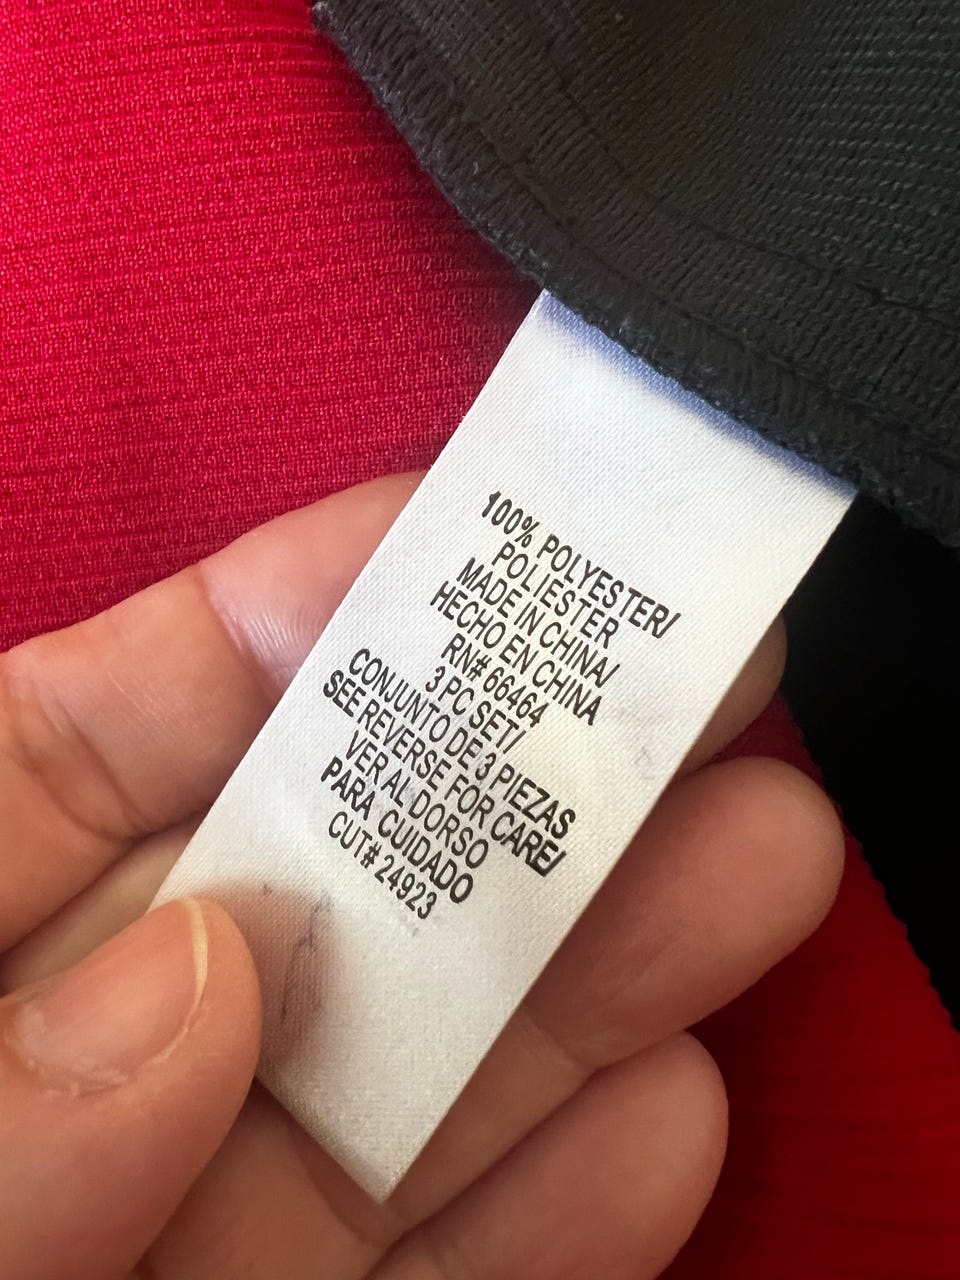 100% POLYESTER/
POLIESTER
MADE IN CHINA/
HECHO EN CHINA
RN# 66464
3 PC SET/
CONJUNTO DE 3 PIEZAS
SEE REVERSE FOR CARE/
VER AL DORSO
PARA CUIDADO
CUT# 24923